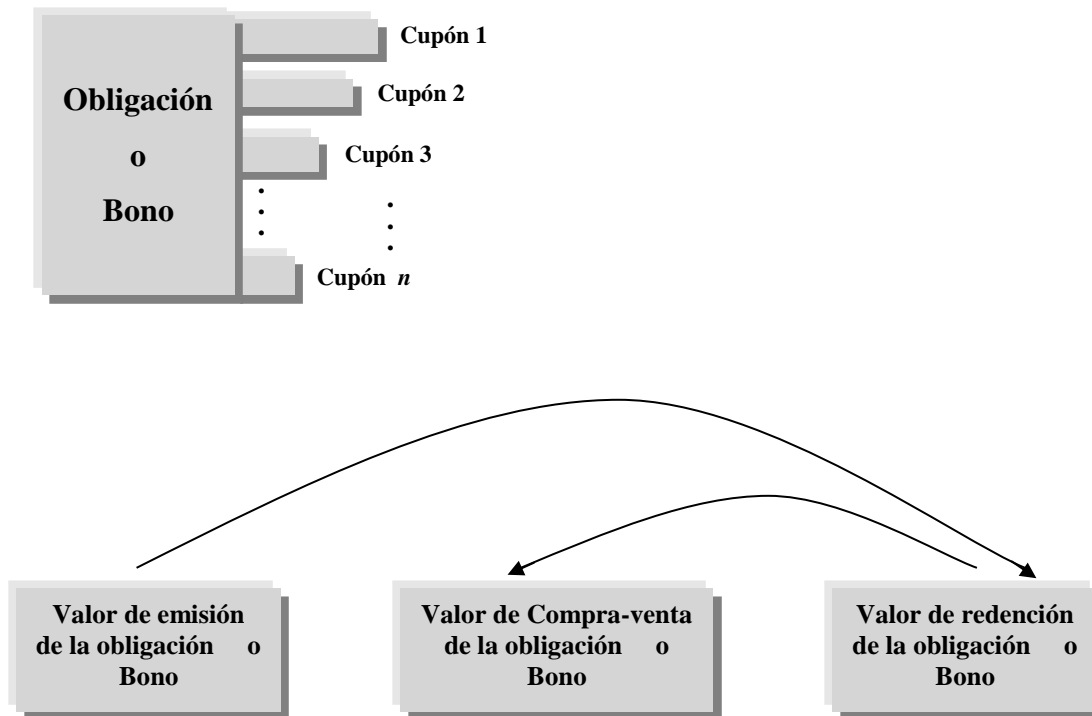 Obligación
o
Bono
Cupón 1
Cupón 2
Cupón 3
Cupón n
Valor de emisión
de la obligación o
Bono
Valor de Compra-venta
de la obligación o
Bono
Valor de redención
de la obligación o
Bono